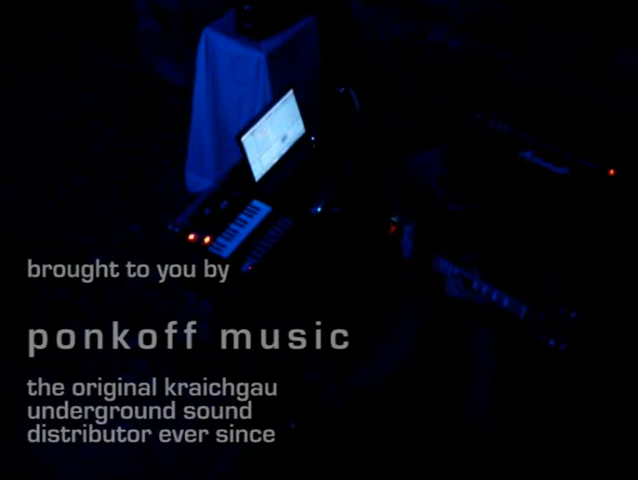 brought to you by
ponkoff music
the original kraichgau
underground sound
distributor ever since